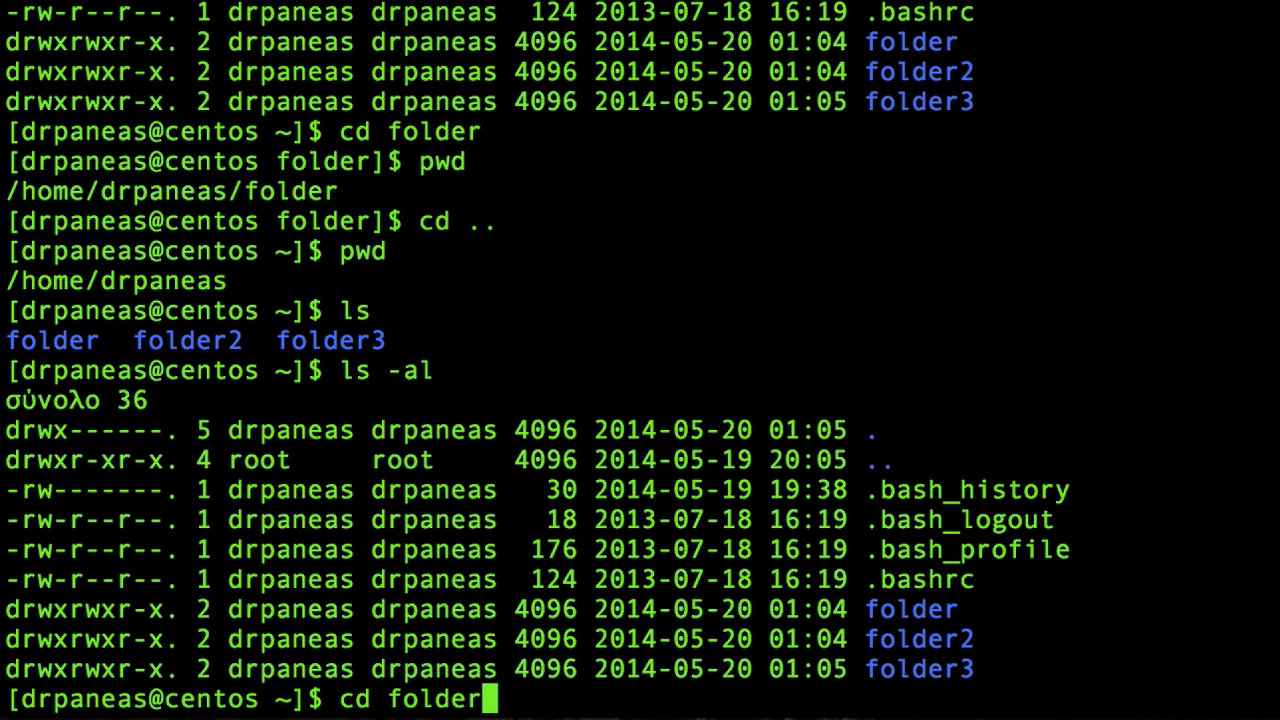 -rw-r--r--. 1 drpaneas drpaneas  124 2013-07-18 16:19 .bashrc
drwxrwxr-x. 2 drpaneas drpaneas 4096 2014-05-20 01:04 folder
drwxrwxr-x. 2 drpaneas drpaneas 4096 2014-05-20 01:04 folder2
drwxrwxr-x. 2 drpaneas drpaneas 4096 2014-05-20 01:05 folder3
[drpaneas@centos ~]$ cd folder
[drpaneas@centos folder]$ pwd
/home/drpaneas/folder
[drpaneas@centos folder]$ cd ..
[drpaneas@centos ~]$ pwd
/home/drpaneas
[drpaneas@centos ~]$ ls
folder  folder2  folder3
[drpaneas@centos ~]$ ls -al
σύνολο 36
drwx------. 5 drpaneas drpaneas 4096 2014-05-20 01:05 .
drwxr-xr-x. 4 root     root     4096 2014-05-19 20:05 ..
-rw-------. 1 drpaneas drpaneas   30 2014-05-19 19:38 .bash_history
-rw-r--r--. 1 drpaneas drpaneas   18 2013-07-18 16:19 .bash_logout
-rw-r--r--. 1 drpaneas drpaneas  176 2013-07-18 16:19 .bash_profile
-rw-r--r--. 1 drpaneas drpaneas  124 2013-07-18 16:19 .bashrc
drwxrwxr-x. 2 drpaneas drpaneas 4096 2014-05-20 01:04 folder
drwxrwxr-x. 2 drpaneas drpaneas 4096 2014-05-20 01:04 folder2
drwxrwxr-x. 2 drpaneas drpaneas 4096 2014-05-20 01:05 folder3
[drpaneas@centos ~]$ cd folder